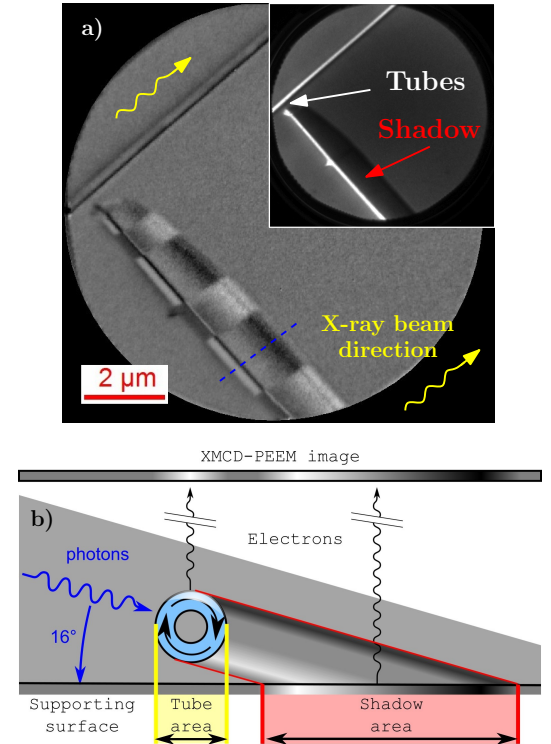 a)
Tubes
Shadow
X-ray beam
direction
2 µm
XMCD-PEEM image
b)
Electrons
photons
16°
Supporting
surface
Tube
area
Shadow
area